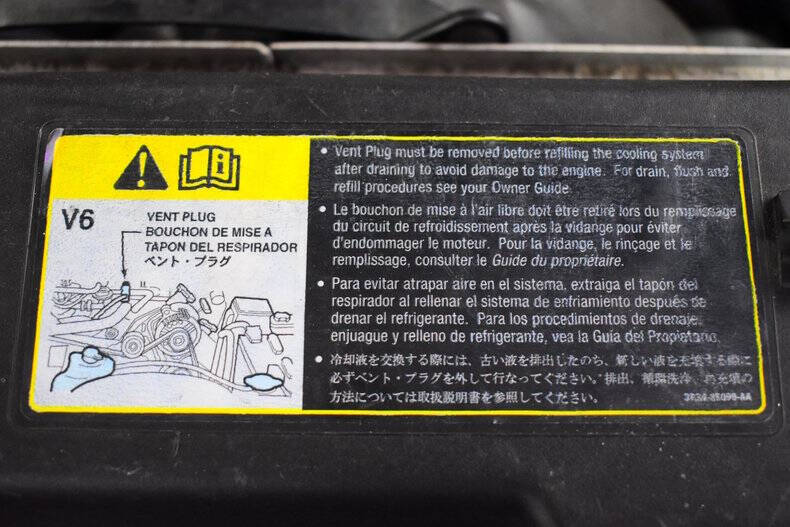 V6
VENT PLUG
BOUCHON DE MISE A
TAPON DEL RESPIRADOR
ベント・プラグ
• Vent Plug must be removed before refilling the cooling system
after draining to avoid damage to the engine. For drain, flush and
refill procedures see your Owner Guide.
• Le bouchon de mise à l'air libre doit être retiré lors du remplissage
du circuit de refroidissement après la vidange pour éviter
d'endommager le moteur. Pour la vidange, le rinçage et le
remplissage, consulter le Guide du propriétaire.
• Para evitar atrapar aire en el sistema, extraiga el tapón del
respirador al rellenar el sistema de enfriamiento después de
drenar el refrigerante. Para los procedimientos de drenaje,
enjuague y relleno de refrigerante, vea la Guía del Propietario.
• 冷却液を交換する際には、古い液を排出したのち、新しい液を充填する際に
必ずベント・プラグを外して行なってください。排出、循環洗浄、再充填の
方法については取扱説明書を参照してください。